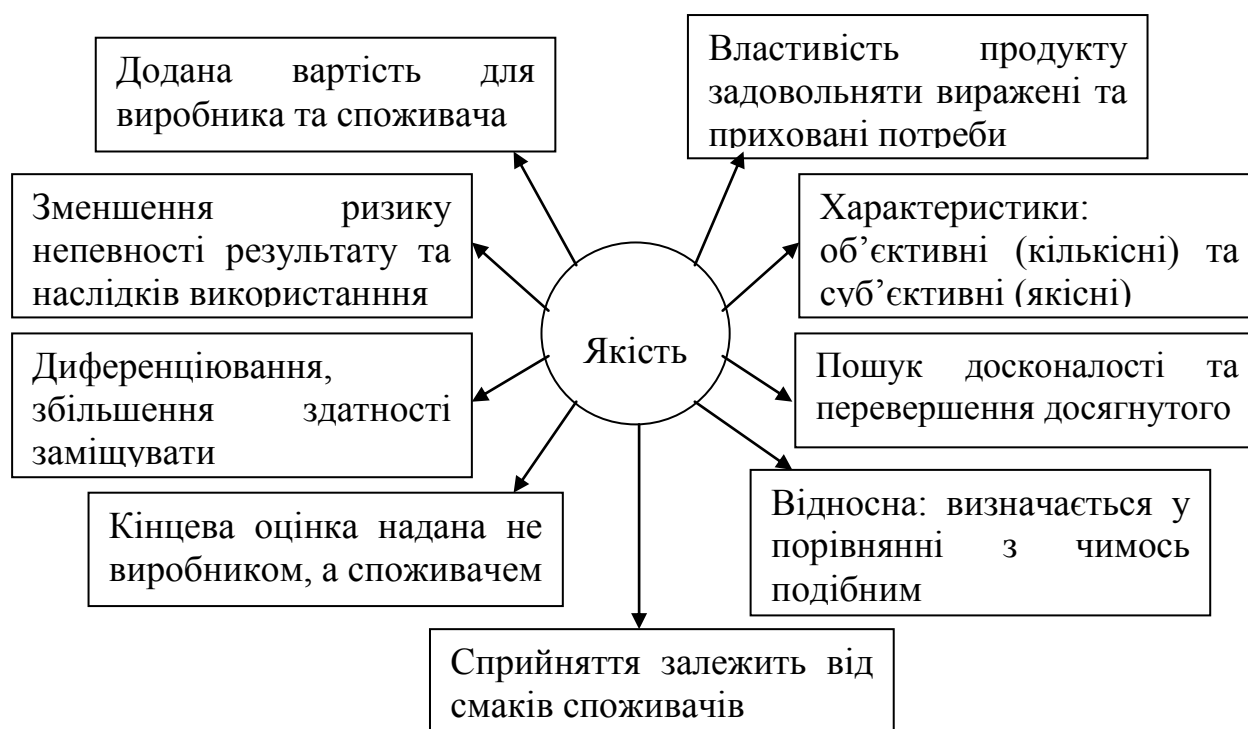 Додана вартість для
виробника та споживача
Властивість продукту
задовольняти виражені та
приховані потреби
Зменшення ризику
непевності результату та
наслідків використанння
Характеристики:
об’єктивні (кількісні) та
суб’єктивні (якісні)
Якість
Диференціювання,
збільшення здатності
заміщувати
Пошук досконалості та
перевершення досягнутого
Кінцева оцінка надана не
виробником, а споживачем
Відносна: визначається у
порівнянні з чимось
подібним
Сприйняття залежить від
смаків споживачів